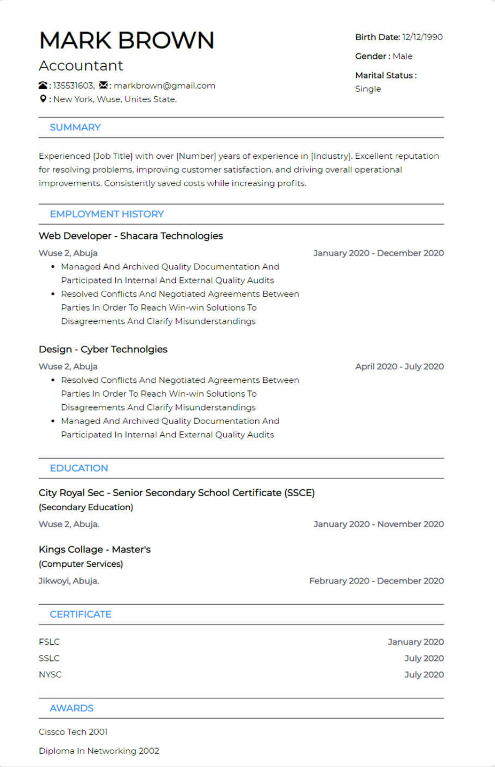 MARK BROWN
Accountant
: 135531603, : markbrown@gmail.com
: New York, Wuse, Unites State.
Birth Date: 12/12/1990
Gender : Male
Marital Status :
Single
SUMMARY
Experienced [Job Title] with over [Number] years of experience in [Industry]. Excellent reputation
for resolving problems, improving customer satisfaction, and driving overall operational
improvements. Consistently saved costs while increasing profits.
EMPLOYMENT HISTORY
Web Developer - Shacara Technologies
Wuse 2, Abuja January 2020 - December 2020
• Managed And Archived Quality Documentation And
Participated In Internal And External Quality Audits
• Resolved Conflicts And Negotiated Agreements Between
Parties In Order To Reach Win-win Solutions To
Disagreements And Clarify Misunderstandings
Design - Cyber Technolgies
Wuse 2, Abuja April 2020 - July 2020
• Resolved Conflicts And Negotiated Agreements Between
Parties In Order To Reach Win-win Solutions To
Disagreements And Clarify Misunderstandings
• Managed And Archived Quality Documentation And
Participated In Internal And External Quality Audits
EDUCATION
City Royal Sec - Senior Secondary School Certificate (SSCE)
(Secondary Education)
Wuse 2, Abuja. January 2020 - November 2020
Kings Collage - Master's
(Computer Services)
Jikwoyi, Abuja. February 2020 - December 2020
CERTIFICATE
FSLC January 2020
SSLC July 2020
NYSC July 2020
AWARDS
Cissco Tech 2001
Diploma In Networking 2002